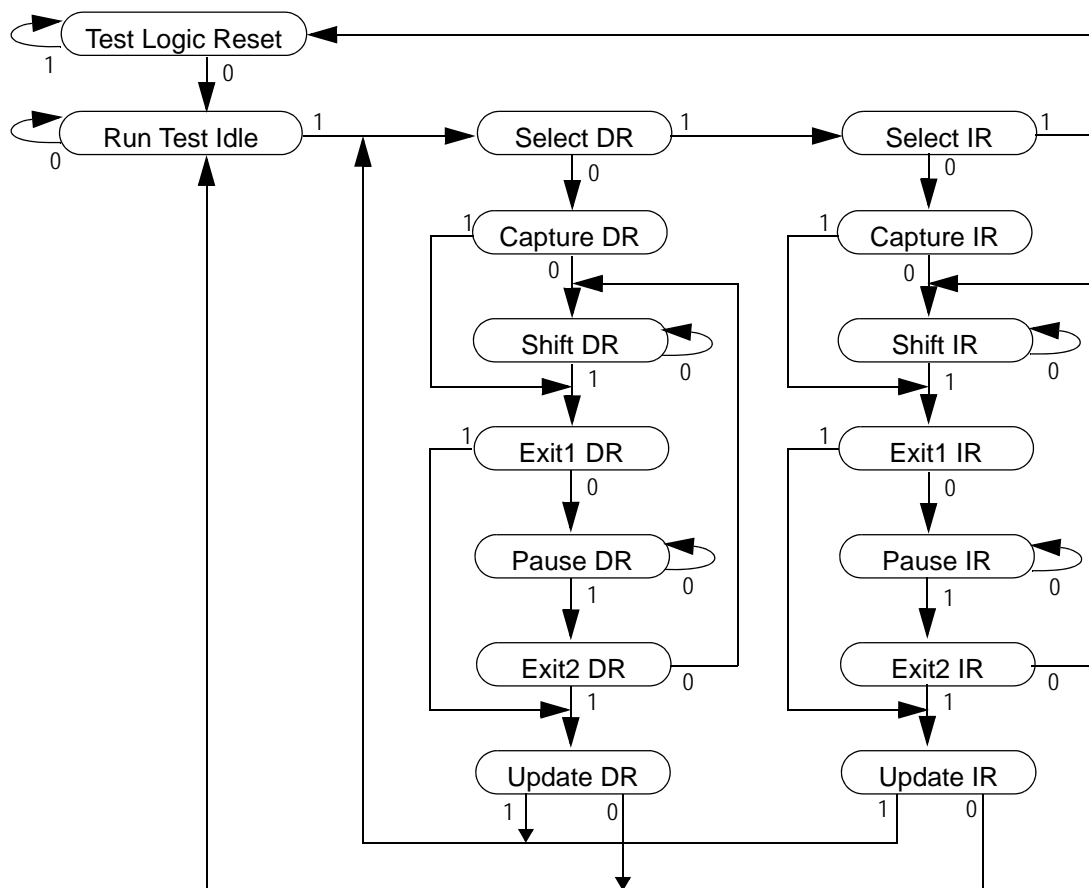 Test Logic Reset
1
0
Run Test Idle
1
0
Select DR
1
0
Select IR
1
0
Capture DR
1
0
Capture IR
1
0
Shift DR
0
1
Shift IR
0
1
Exit1 DR
1
0
Exit1 IR
1
0
Pause DR
0
1
Pause IR
0
1
Exit2 DR
0
1
Exit2 IR
0
1
Update DR
1
0
Update IR
1
0